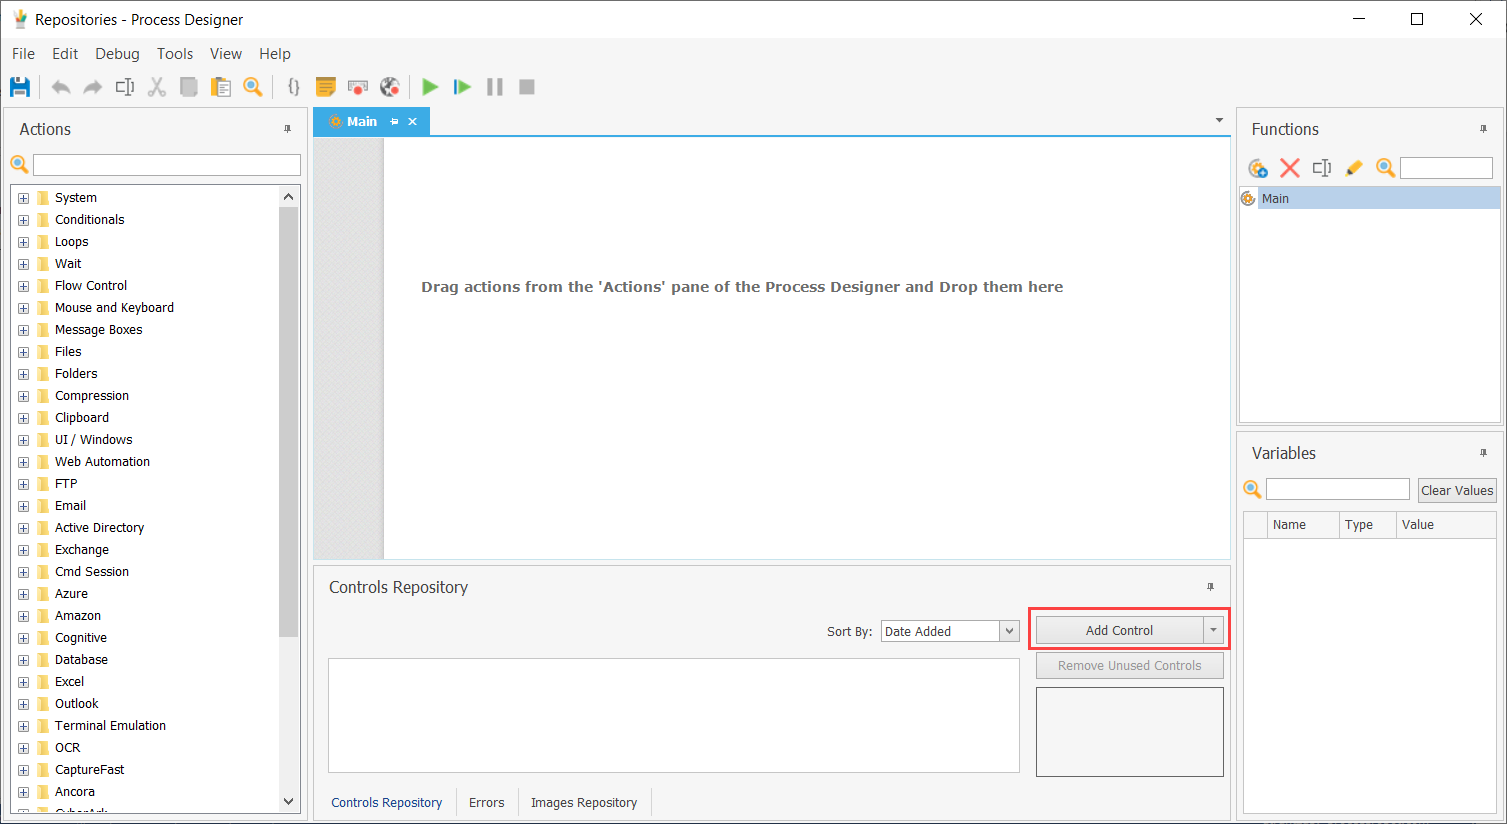 Repositories - Process Designer
File Edit Debug Tools View Help
Actions
System
Conditionals
Loops
Wait
Flow Control
Mouse and Keyboard
Message Boxes
Files
Folders
Compression
Clipboard
UI / Windows
Web Automation
FTP
Email
Active Directory
Exchange
Cmd Session
Azure
Amazon
Cognitive
Database
Excel
Outlook
Terminal Emulation
OCR
CaptureFast
Ancora
CyberArk
Main
Drag actions from the 'Actions' pane of the Process Designer and Drop them here
Controls Repository
Sort By: Date Added
Add Control
Remove Unused Controls
Controls Repository Errors Images Repository
Functions
Main
Variables
Clear Values
Name Type Value